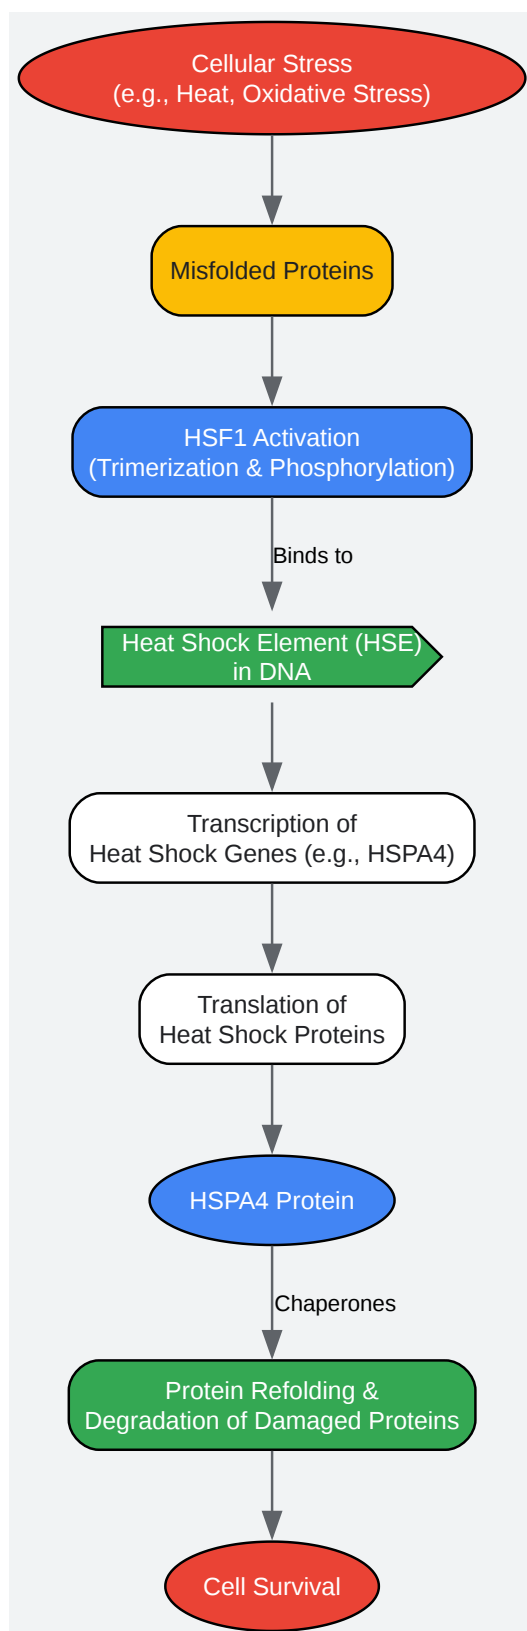 Cellular Stress
(e.g., Heat, Oxidative Stress)
Misfolded Proteins
HSF1 Activation
(Trimerization & Phosphorylation)
Binds to
Heat Shock Element (HSE)
in DNA
Transcription of
Heat Shock Genes (e.g., HSPA4)
Translation of
Heat Shock Proteins
HSPA4 Protein
Chaperones
Protein Refolding &
Degradation of Damaged Proteins
Cell Survival